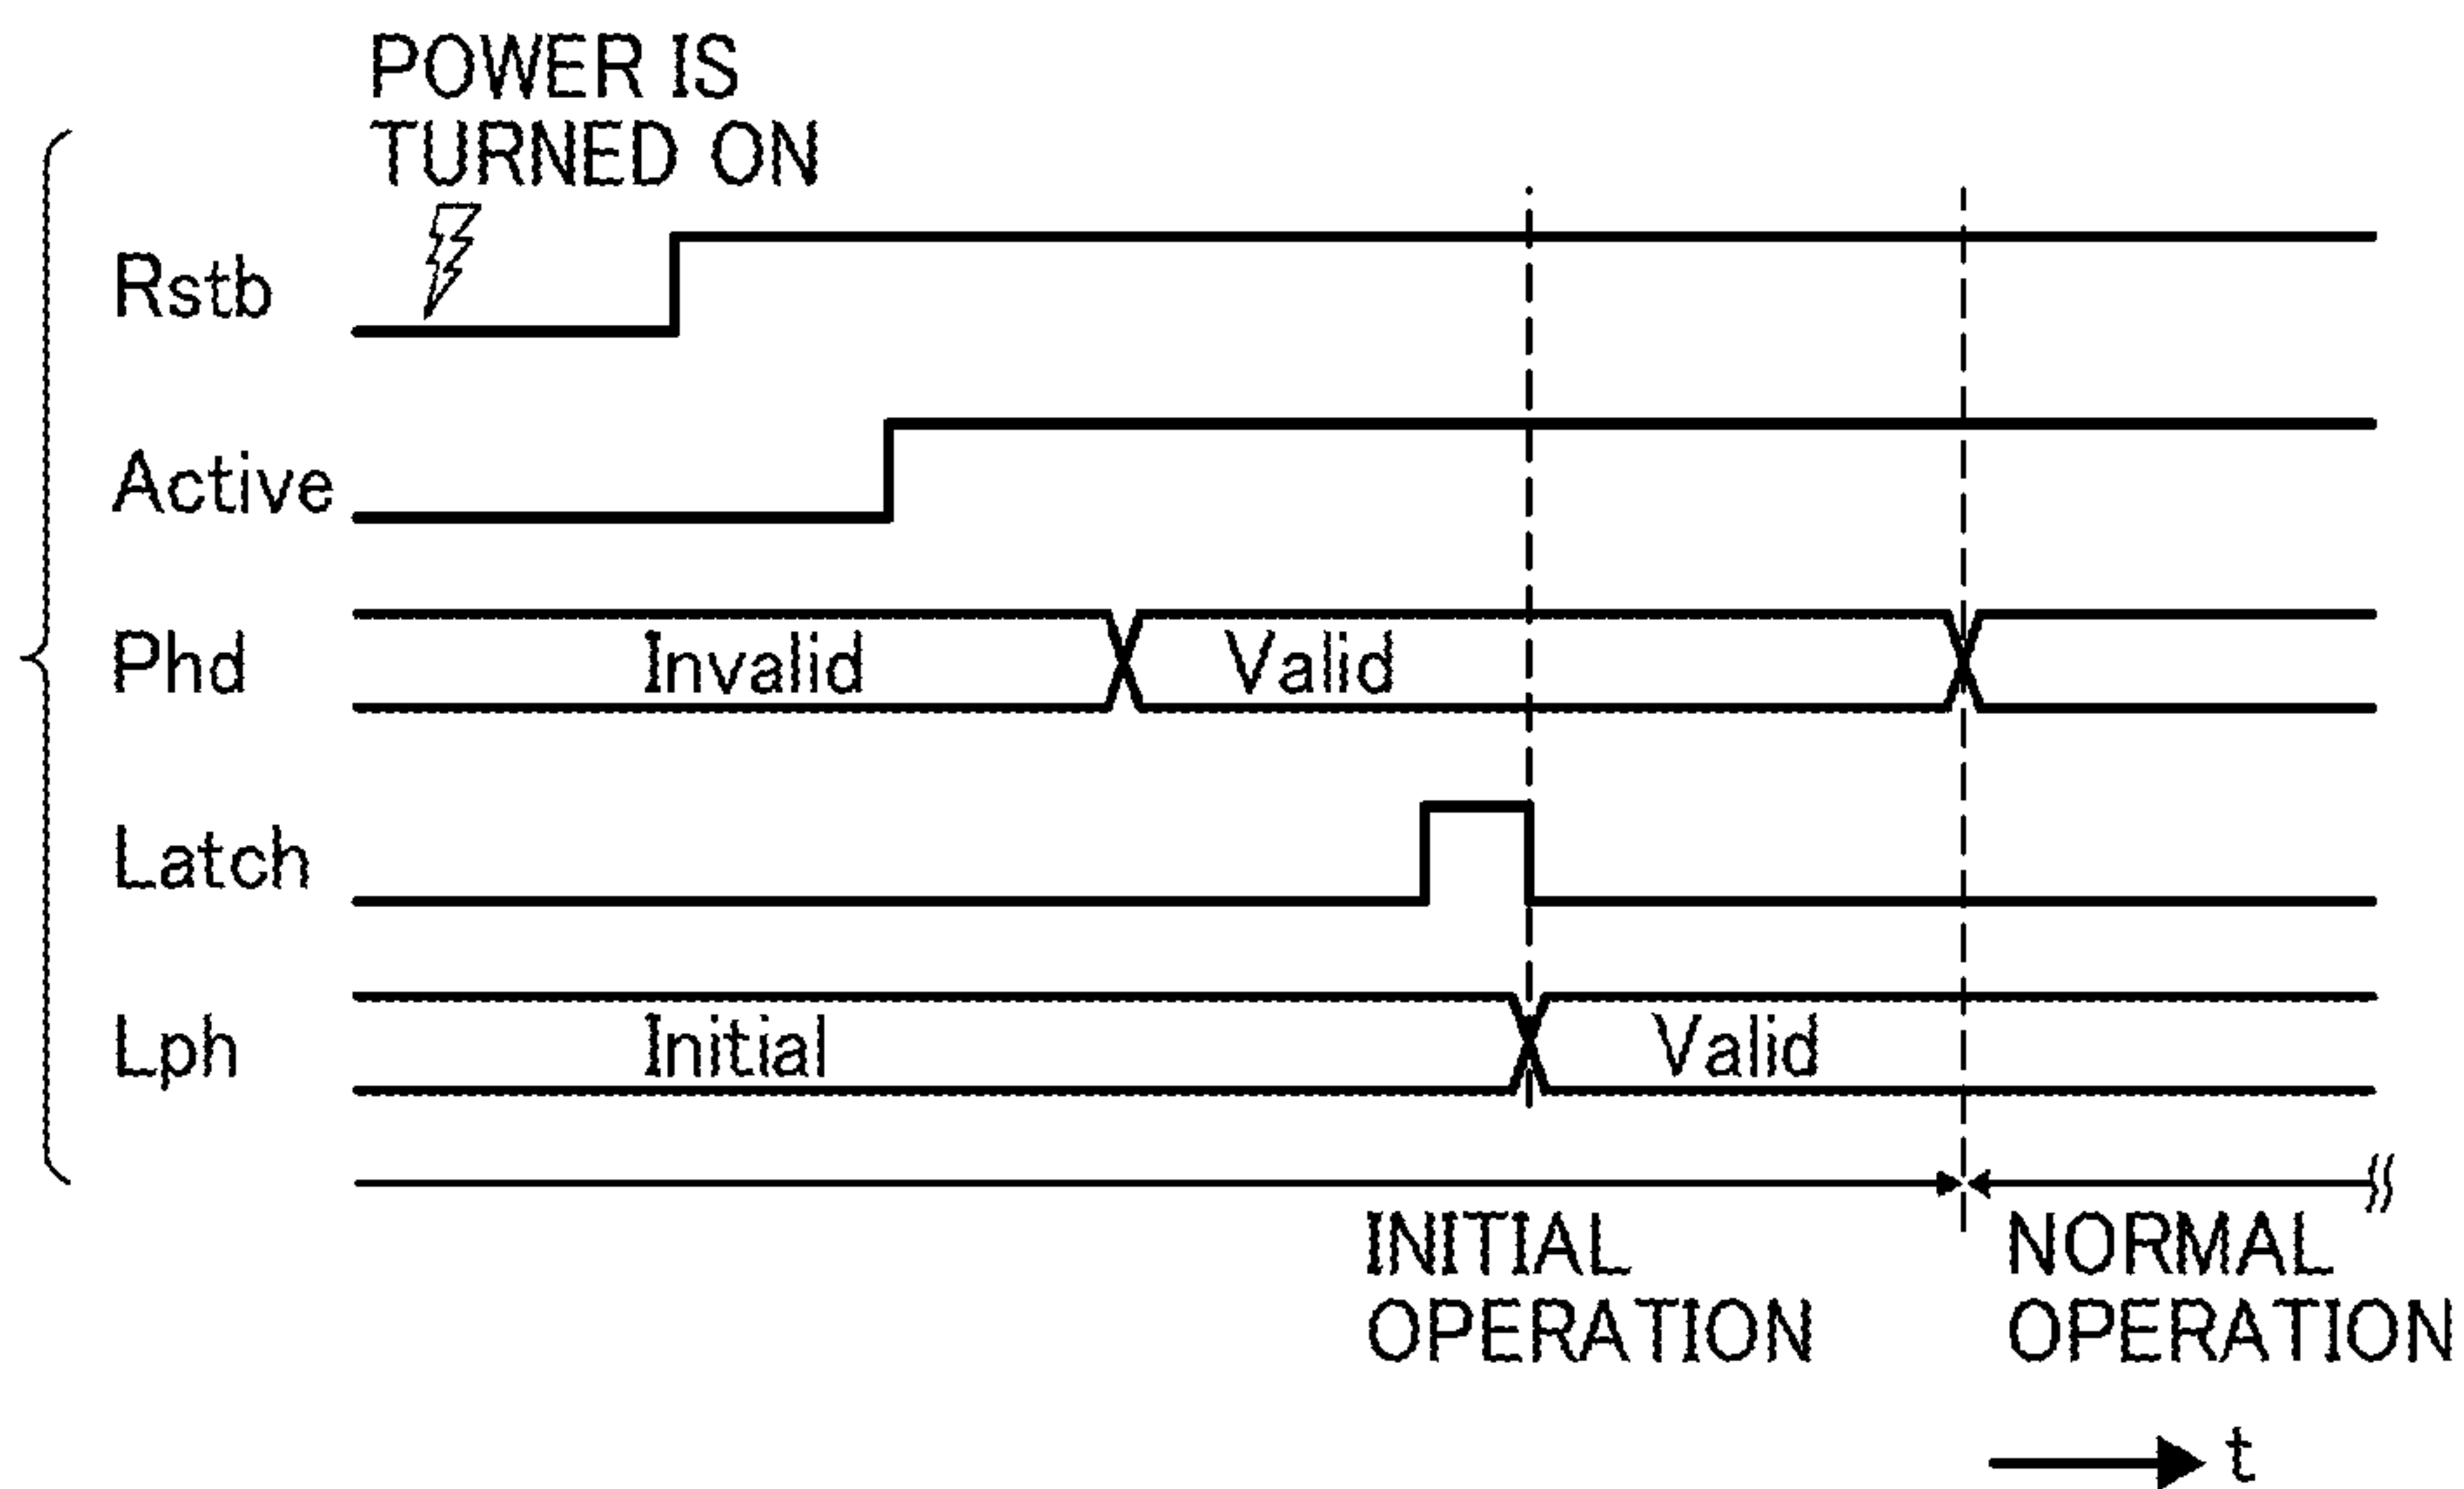 POWER IS
TURNED ON
Rstb
Active
Phd Invalid Valid
Latch
Lph Initial Valid
INITIAL
OPERATION
NORMAL
OPERATION
t